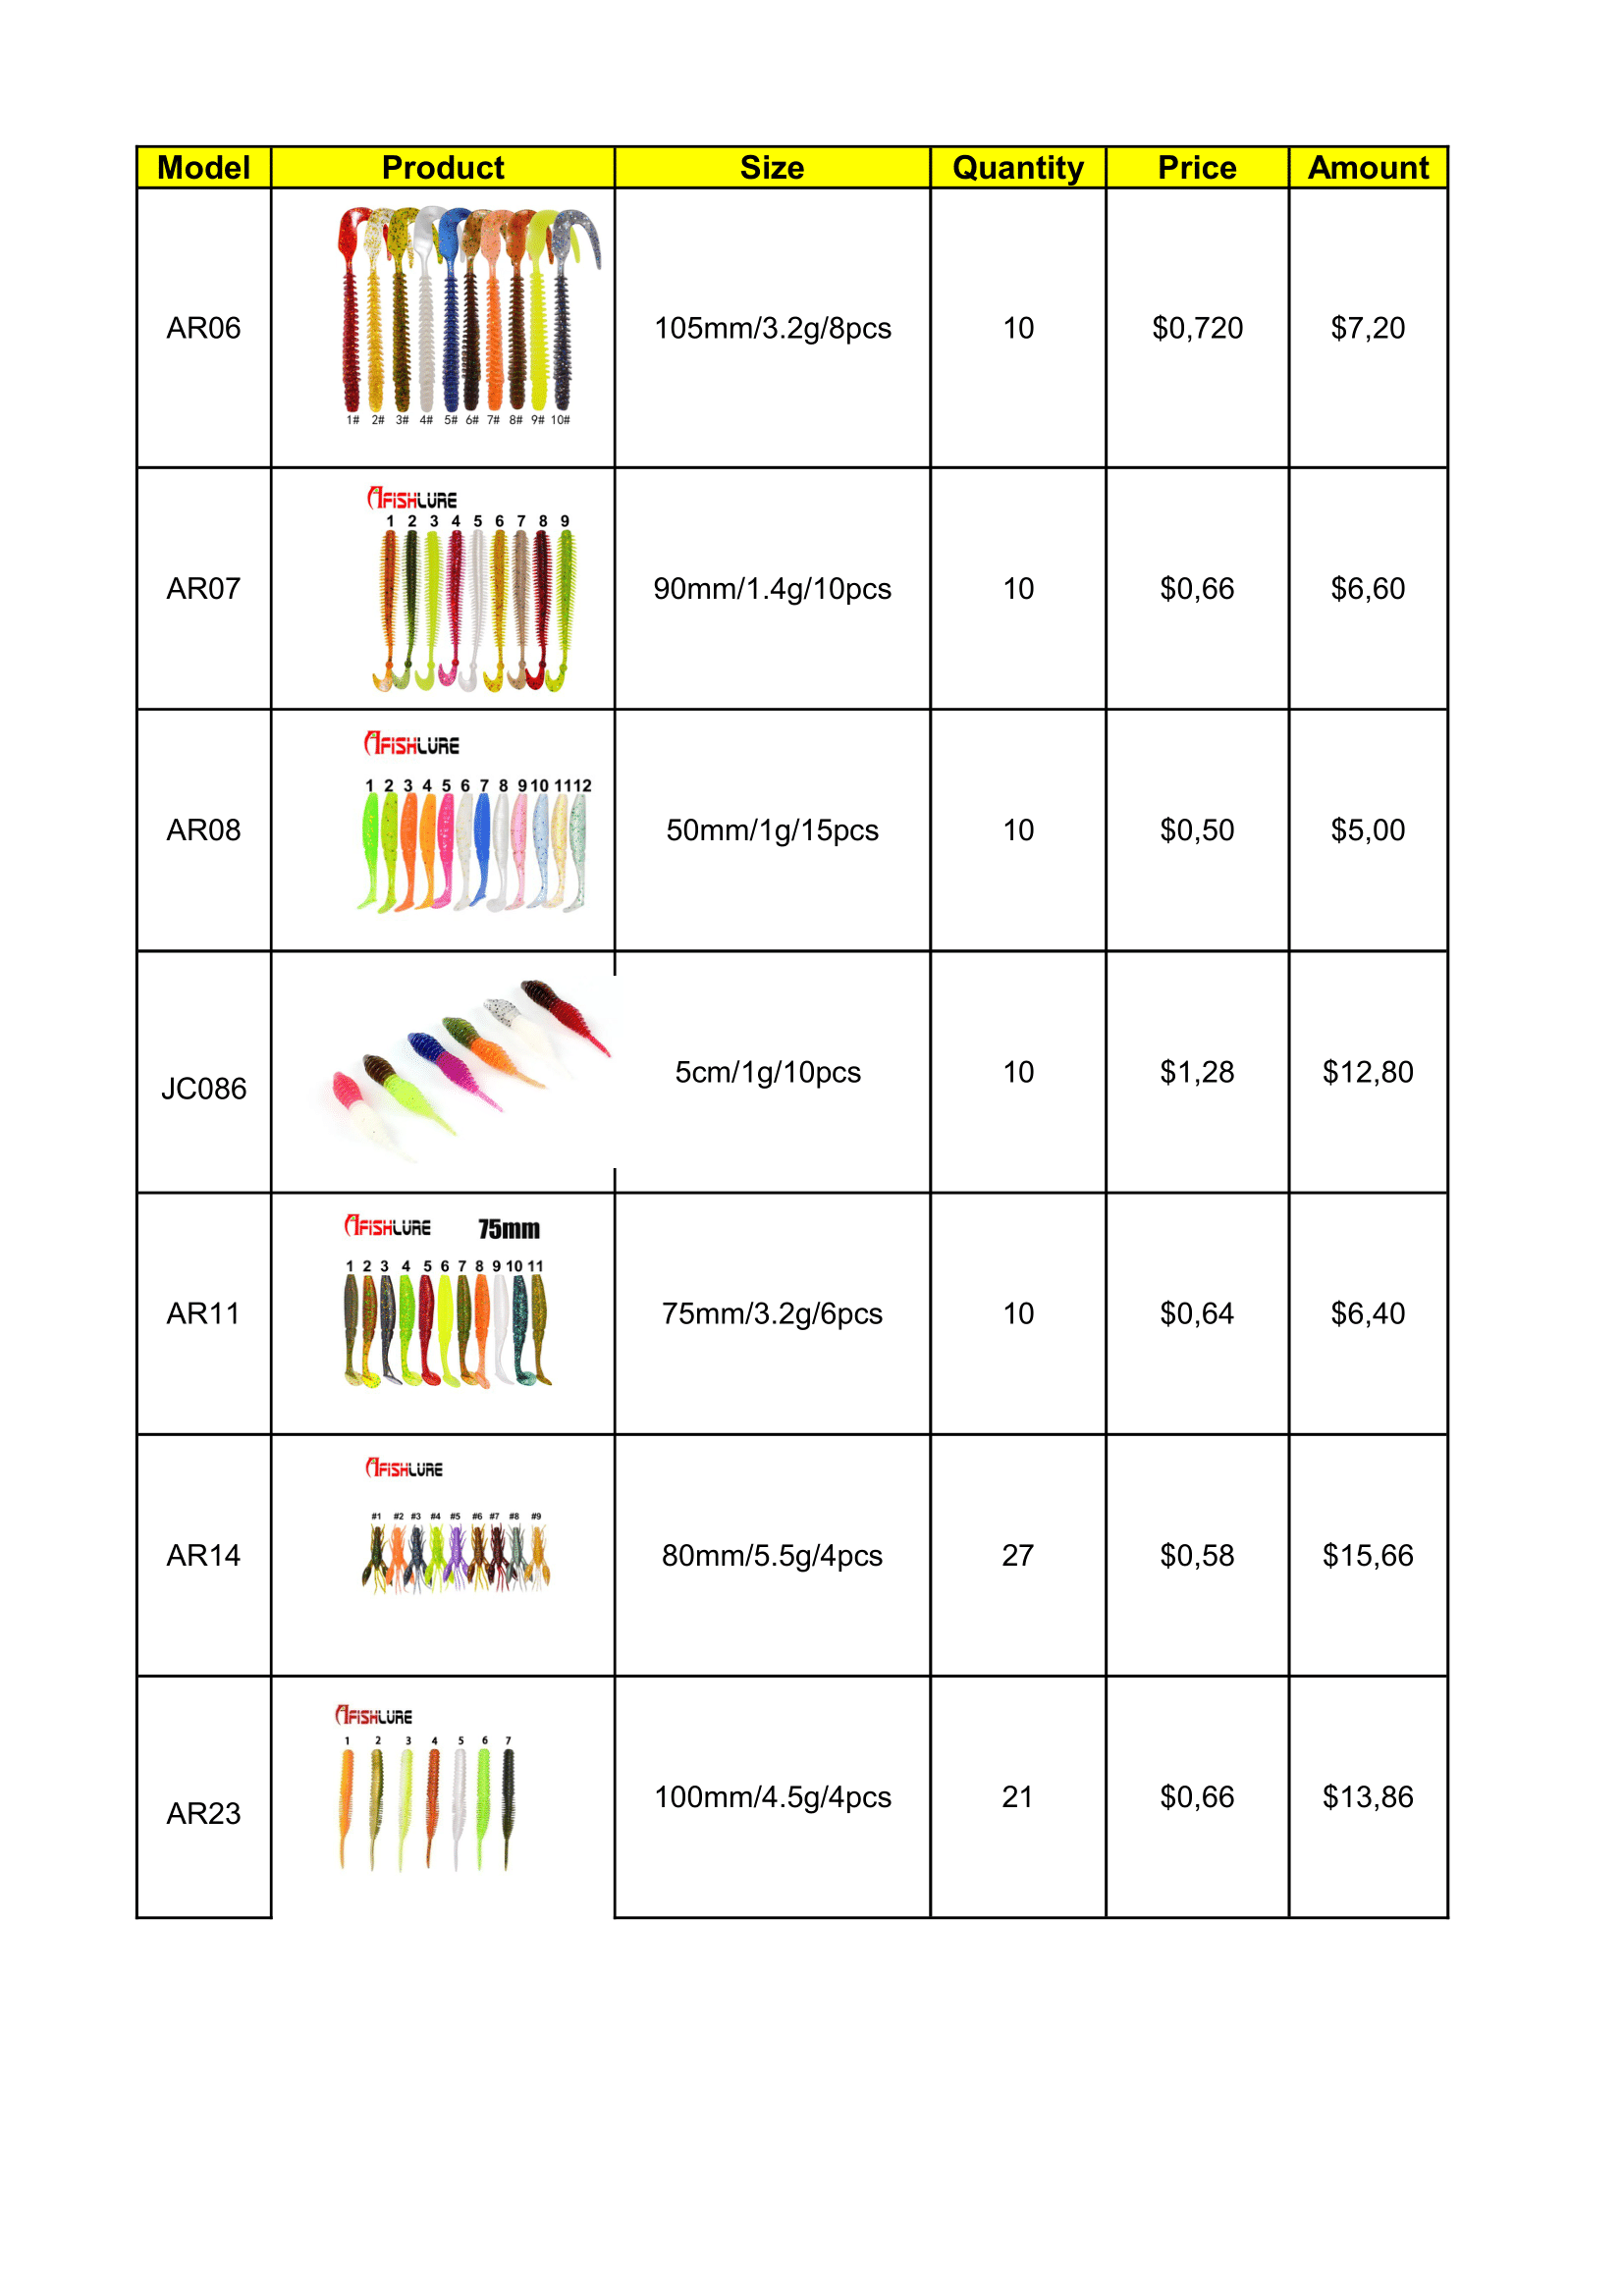 Model Product Size Quantity Price Amount
AR06 105mm/3.2g/8pcs 10 $0,720 $7,20
1# 2# 3# 4# 5# 6# 7# 8# 9# 10#
AFISHLURE
1 2 3 4 5 6 7 8 9
AR07 90mm/1.4g/10pcs 10 $0,66 $6,60
AFISHLURE
1 2 3 4 5 6 7 8 9 10 11 12
AR08 50mm/1g/15pcs 10 $0,50 $5,00
JC086 5cm/1g/10pcs 10 $1,28 $12,80
AFISHLURE 75mm
1 2 3 4 5 6 7 8 9 10 11
AR11 75mm/3.2g/6pcs 10 $0,64 $6,40
AFISHLURE
#1 #2 #3 #4 #5 #6 #7 #8 #9
AR14 80mm/5.5g/4pcs 27 $0,58 $15,66
AFISHLURE
1 2 3 4 5 6 7
AR23 100mm/4.5g/4pcs 21 $0,66 $13,86